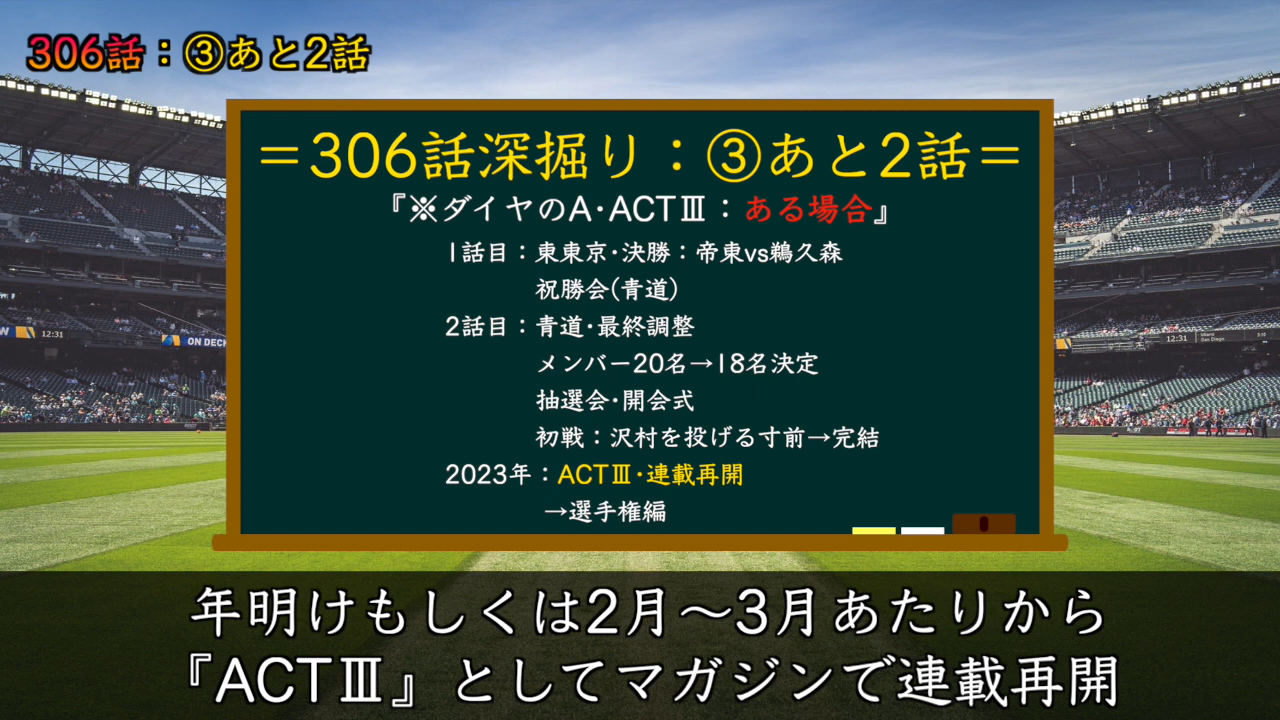 306話：③あと2話
＝306話深掘り：③あと2話＝
『※ダイヤのA･ACTⅢ：ある場合』
1話目：東東京･決勝：帝東vs鵜久森
祝勝会(青道)
2話目：青道･最終調整
メンバー20名→18名決定
抽選会･開会式
初戦：沢村を投げる寸前→完結
2023年：ACTⅢ･連載再開
→選手権編
12:31
ON DECK
12:31
年明けもしくは2月〜3月あたりから
『ACTⅢ』としてマガジンで連載再開